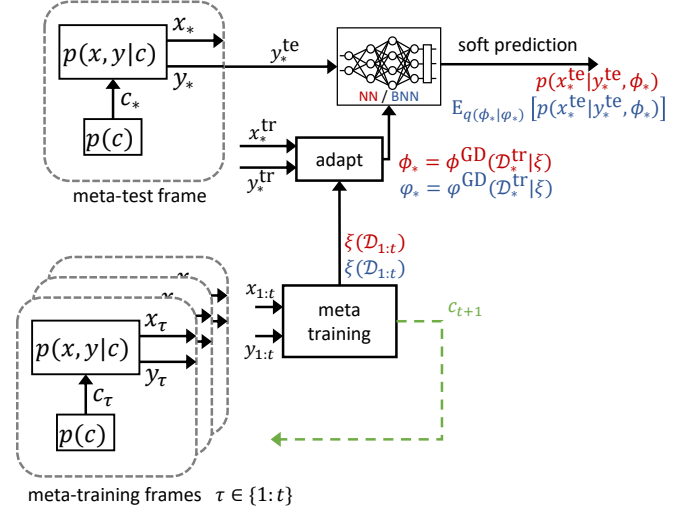 x_*
p(x, y|c)
y_*
y_*^te
soft prediction
p(x_*^te|y_*^te, ϕ_*)
NN / BNN
E_{q(ϕ_*|φ_*)} [p(x_*^te|y_*^te, ϕ_*)]
c_*
p(c)
x_*^tr
adapt
y_*^tr
ϕ_* = ϕ^GD(𝒟_*^tr|ξ)
φ_* = φ^GD(𝒟_*^tr|ξ)
meta-test frame
ξ(𝒟_{1:t})
ξ(𝒟_{1:t})
x_{1:t}
meta
training
y_{1:t}
c_{t+1}
x_τ
p(x, y|c)
y_τ
c_τ
p(c)
meta-training frames τ ∈ {1: t}